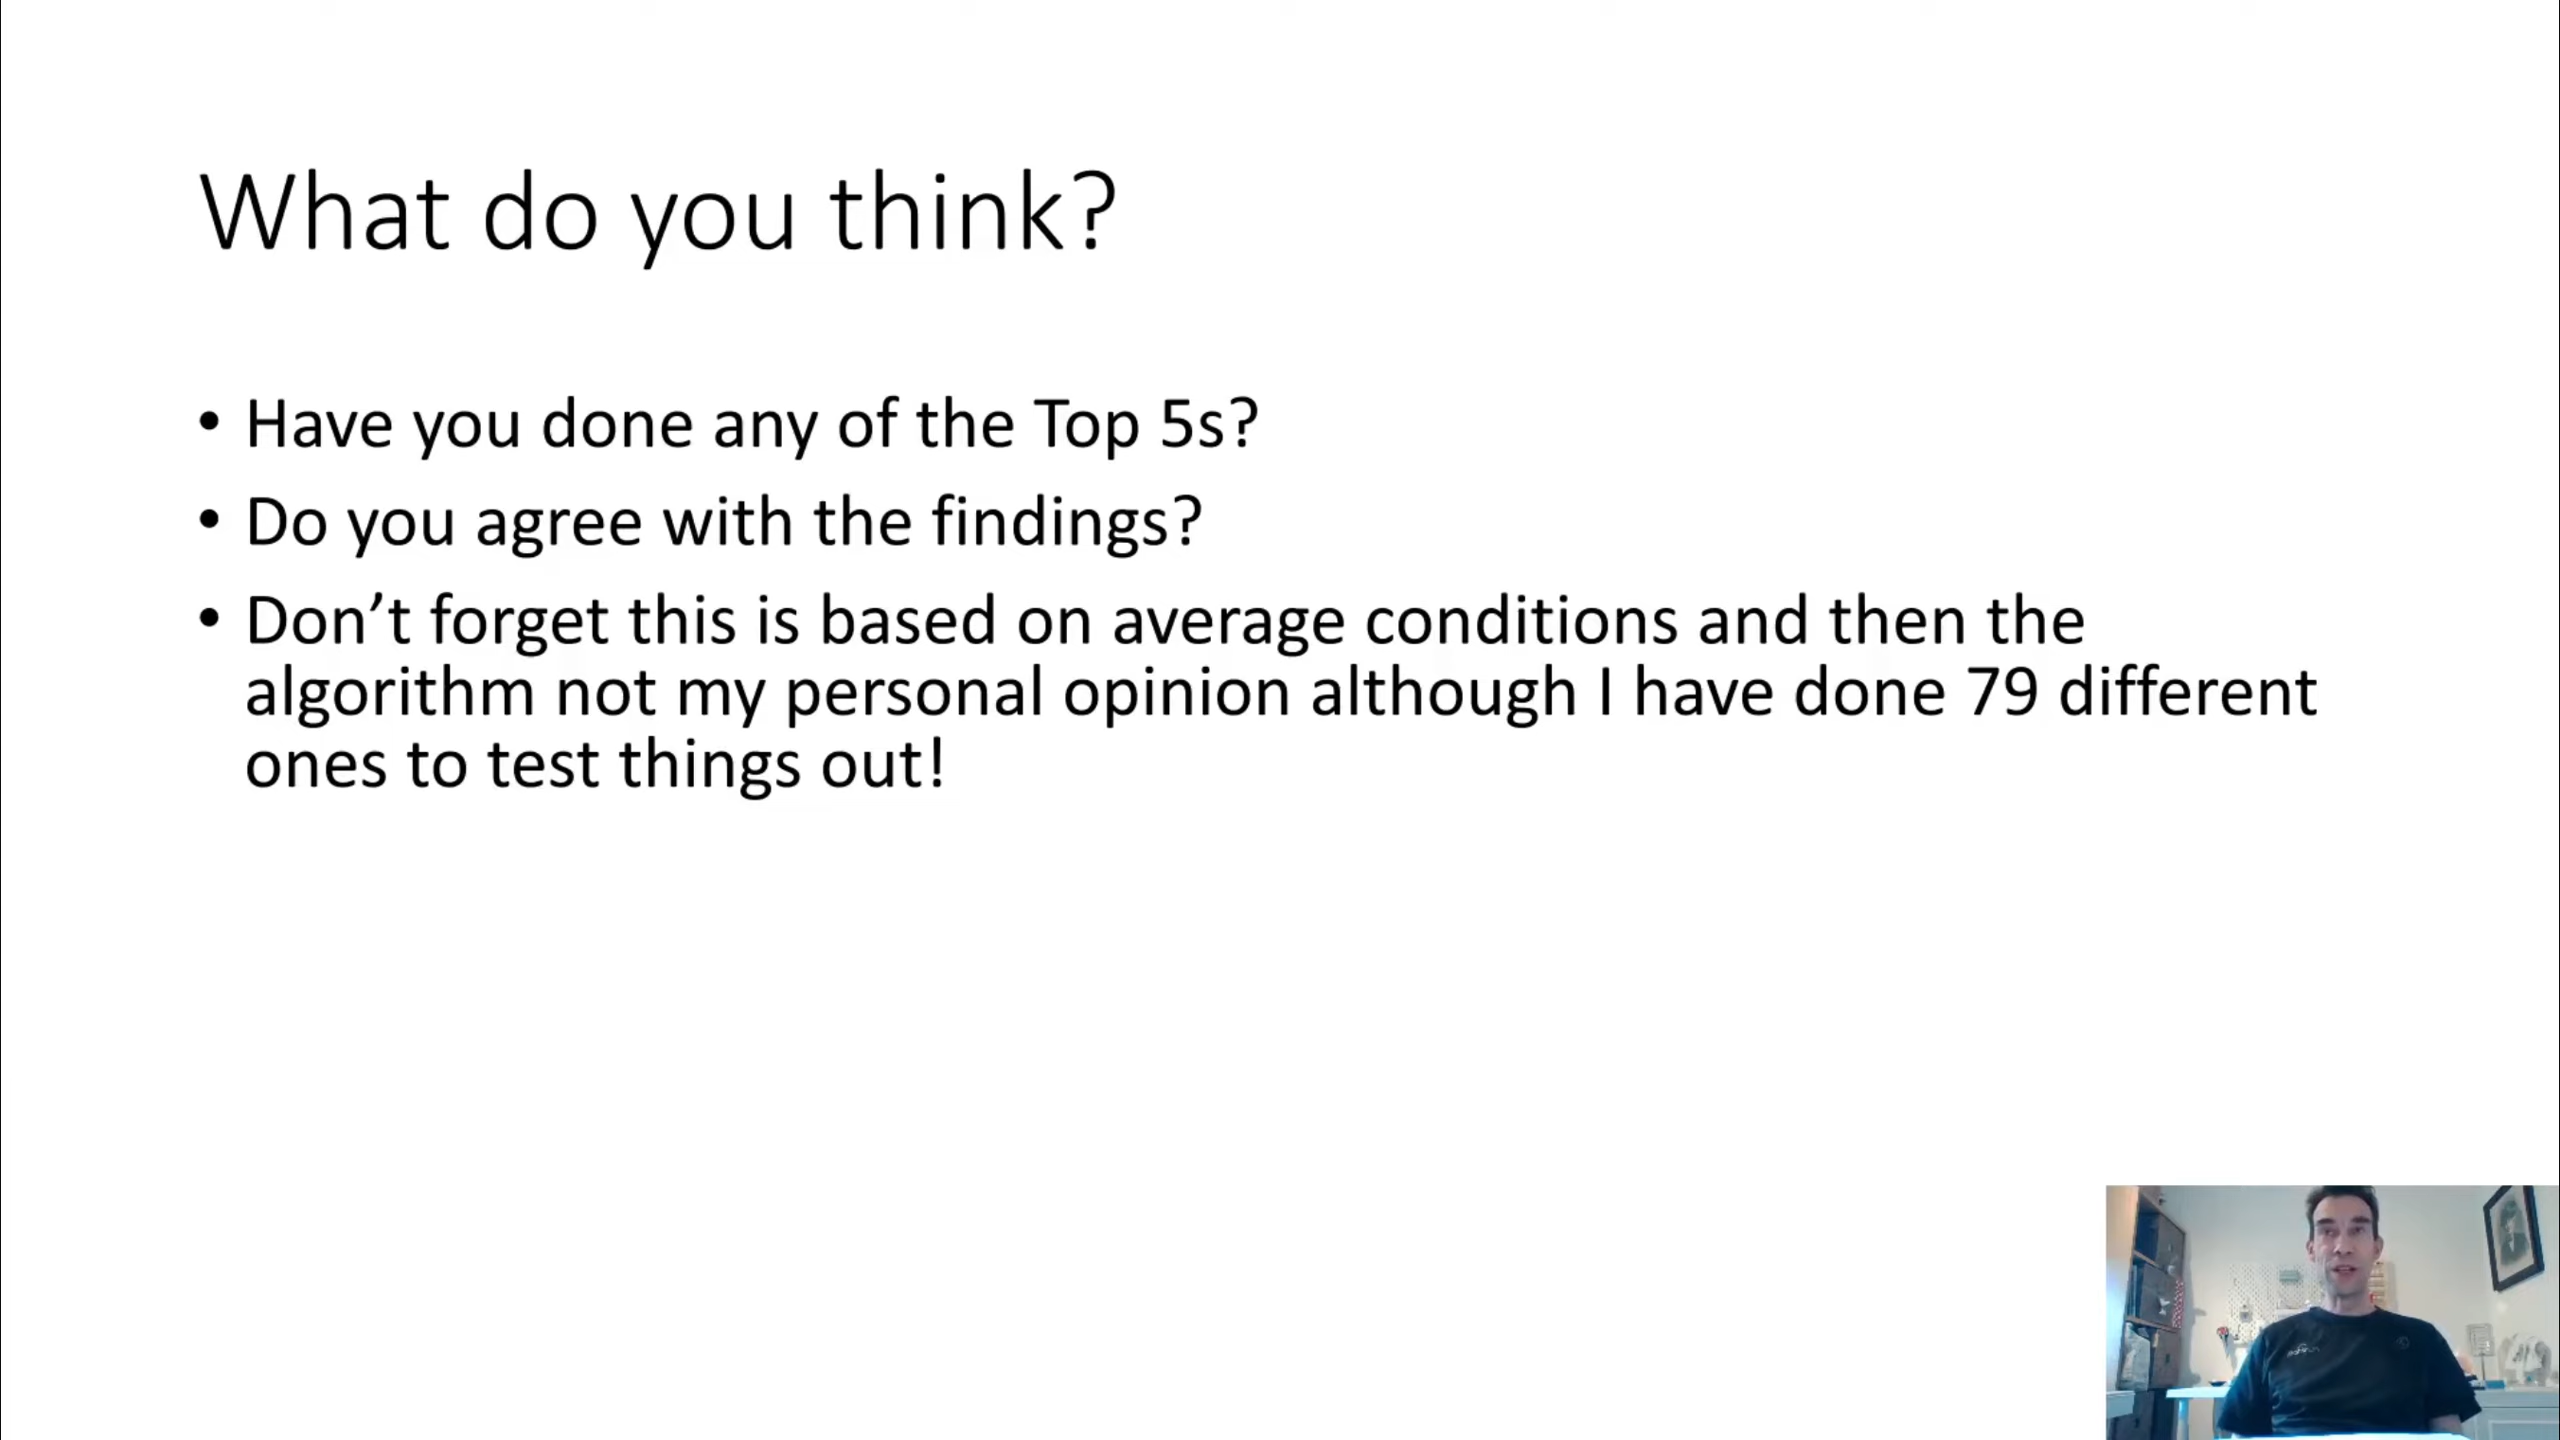 What do you think?
• Have you done any of the Top 5s?
• Do you agree with the findings?
• Don’t forget this is based on average conditions and then the
algorithm not my personal opinion although I have done 79 different
ones to test things out!